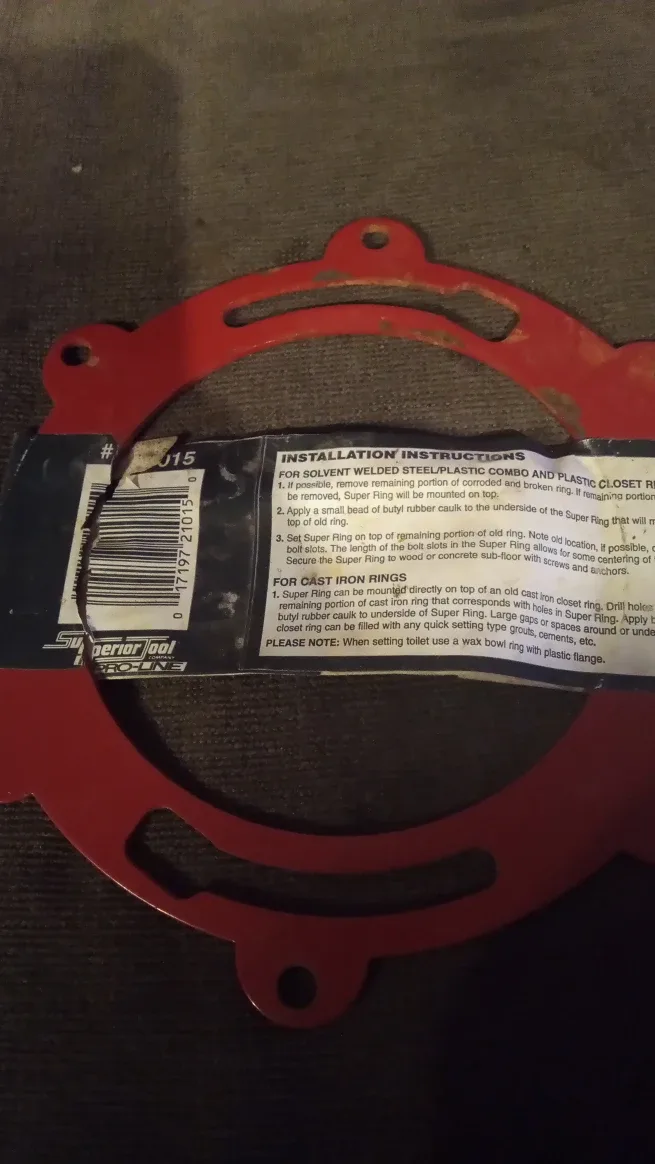 # 015
0 17197 21015 0
Superior Tool
COMPANY
PRO-LINE
INSTALLATION INSTRUCTIONS
FOR SOLVENT WELDED STEEL/PLASTIC COMBO AND PLASTIC CLOSET
1. If possible, remove remaining portion of corroded and broken ring. If remaining portion
be removed, Super Ring will be mounted on top.
2. Apply a small bead of butyl rubber caulk to the underside of the Super Ring that will
top of old ring.
3. Set Super Ring on top of remaining portion of old ring. Note old location, if possible,
bolt slots. The length of the bolt slots in the Super Ring allows for some centering of
Secure the Super Ring to wood or concrete sub-floor with screws and anchors.
FOR CAST IRON RINGS
1. Super Ring can be mounted directly on top of an old cast iron closet ring. Drill holes
remaining portion of cast iron ring that corresponds with holes in Super Ring. Apply
butyl rubber caulk to underside of Super Ring. Large gaps or spaces around or
closet ring can be filled with any quick setting type grouts, cements, etc.
PLEASE NOTE: When setting toilet use a wax bowl ring with plastic flange.